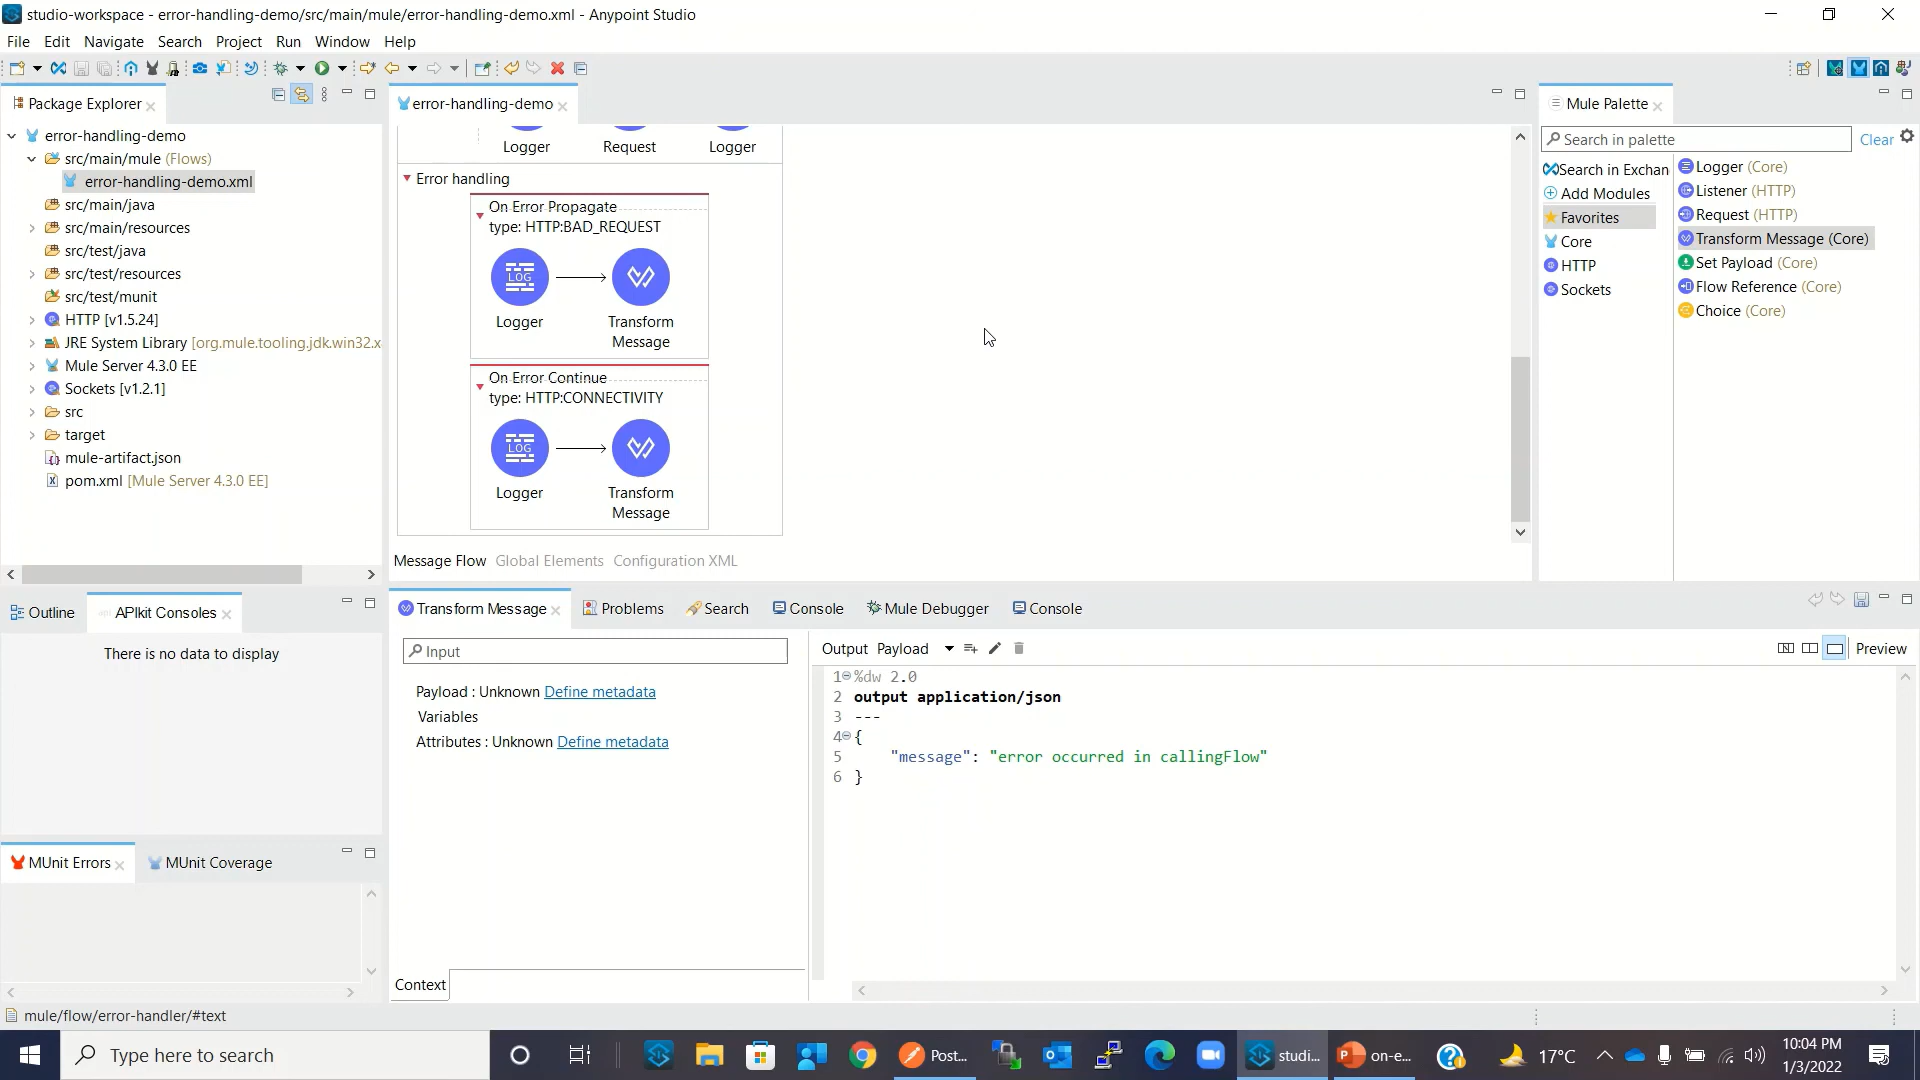 studio-workspace - error-handling-demo/src/main/mule/error-handling-demo.xml - Anypoint Studio
File Edit Navigate Search Project Run Window Help
Package Explorer
error-handling-demo
src/main/mule (Flows)
error-handling-demo.xml
src/main/java
src/main/resources
src/test/java
src/test/resources
src/test/munit
HTTP [v1.5.24]
JRE System Library [org.mule.tooling.jdk.win32.x
Mule Server 4.3.0 EE
Sockets [v1.2.1]
src
target
mule-artifact.json
pom.xml [Mule Server 4.3.0 EE]
error-handling-demo
Logger Request Logger
Error handling
On Error Propagate
type: HTTP:BAD_REQUEST
LOG
Logger
Transform
Message
On Error Continue
type: HTTP:CONNECTIVITY
LOG
Logger
Transform
Message
Message Flow Global Elements Configuration XML
Mule Palette
Search in palette
Clear
Search in Exchan
Add Modules
Favorites
Core
HTTP
Sockets
Logger (Core)
Listener (HTTP)
Request (HTTP)
Transform Message (Core)
Set Payload (Core)
Flow Reference (Core)
Choice (Core)
Outline APIkit Consoles
There is no data to display
MUnit Errors MUnit Coverage
Transform Message Problems Search Console Mule Debugger Console
Input
Payload : Unknown Define metadata
Variables
Attributes : Unknown Define metadata
Context
Output Payload
Preview
1 %dw 2.0
2 output application/json
3 ---
4 {
5 "message": "error occurred in callingFlow"
6 }
mule/flow/error-handler/#text
Type here to search
Post...
studi...
on-e...
17°C
10:04 PM
1/3/2022